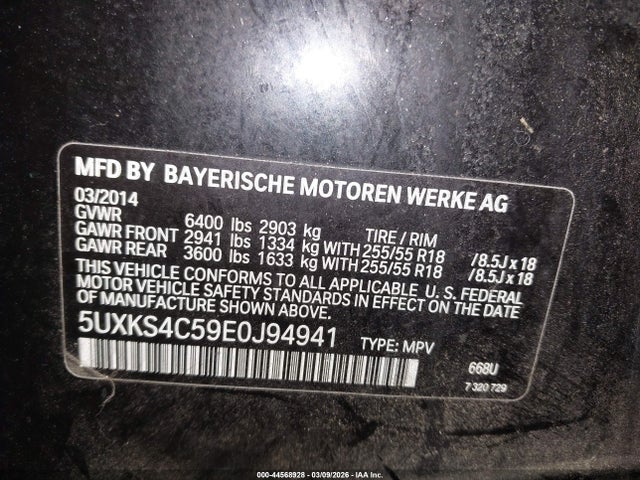 MFD BY BAYERISCHE MOTOREN WERKE AG
03/2014
GVWR 6400 lbs 2903 kg TIRE / RIM
GAWR FRONT 2941 lbs 1334 kg WITH 255/55 R18 /8.5J x 18
GAWR REAR 3600 lbs 1633 kg WITH 255/55 R18 /8.5J x 18
THIS VEHICLE CONFORMS TO ALL APPLICABLE U.S. FEDERAL
MOTOR VEHICLE SAFETY STANDARDS IN EFFECT ON THE DATE
OF MANUFACTURE SHOWN ABOVE.
5UXKS4C59E0J94941 TYPE: MPV
668U
7 320 729
000-44568928 - 03/09/2026 - IAA Inc.